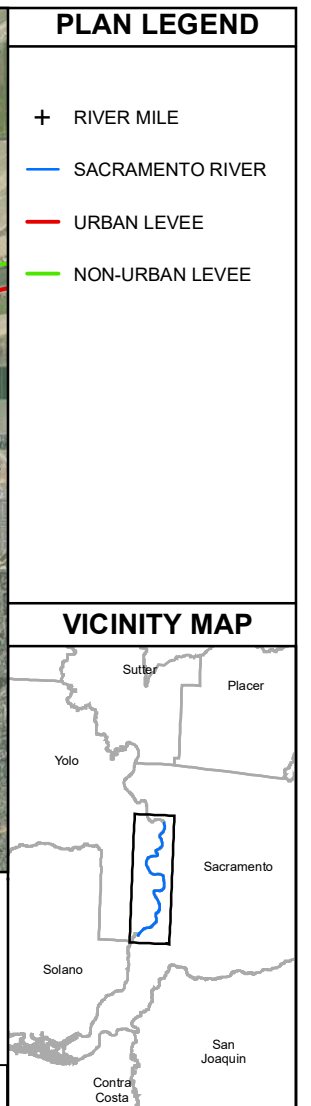 PLAN LEGEND
RIVER MILE
SACRAMENTO RIVER
URBAN LEVEE
NON-URBAN LEVEE
VICINITY MAP
Sutter
Placer
Yolo
Sacramento
Solano
San
Joaquin
Contra
Costa